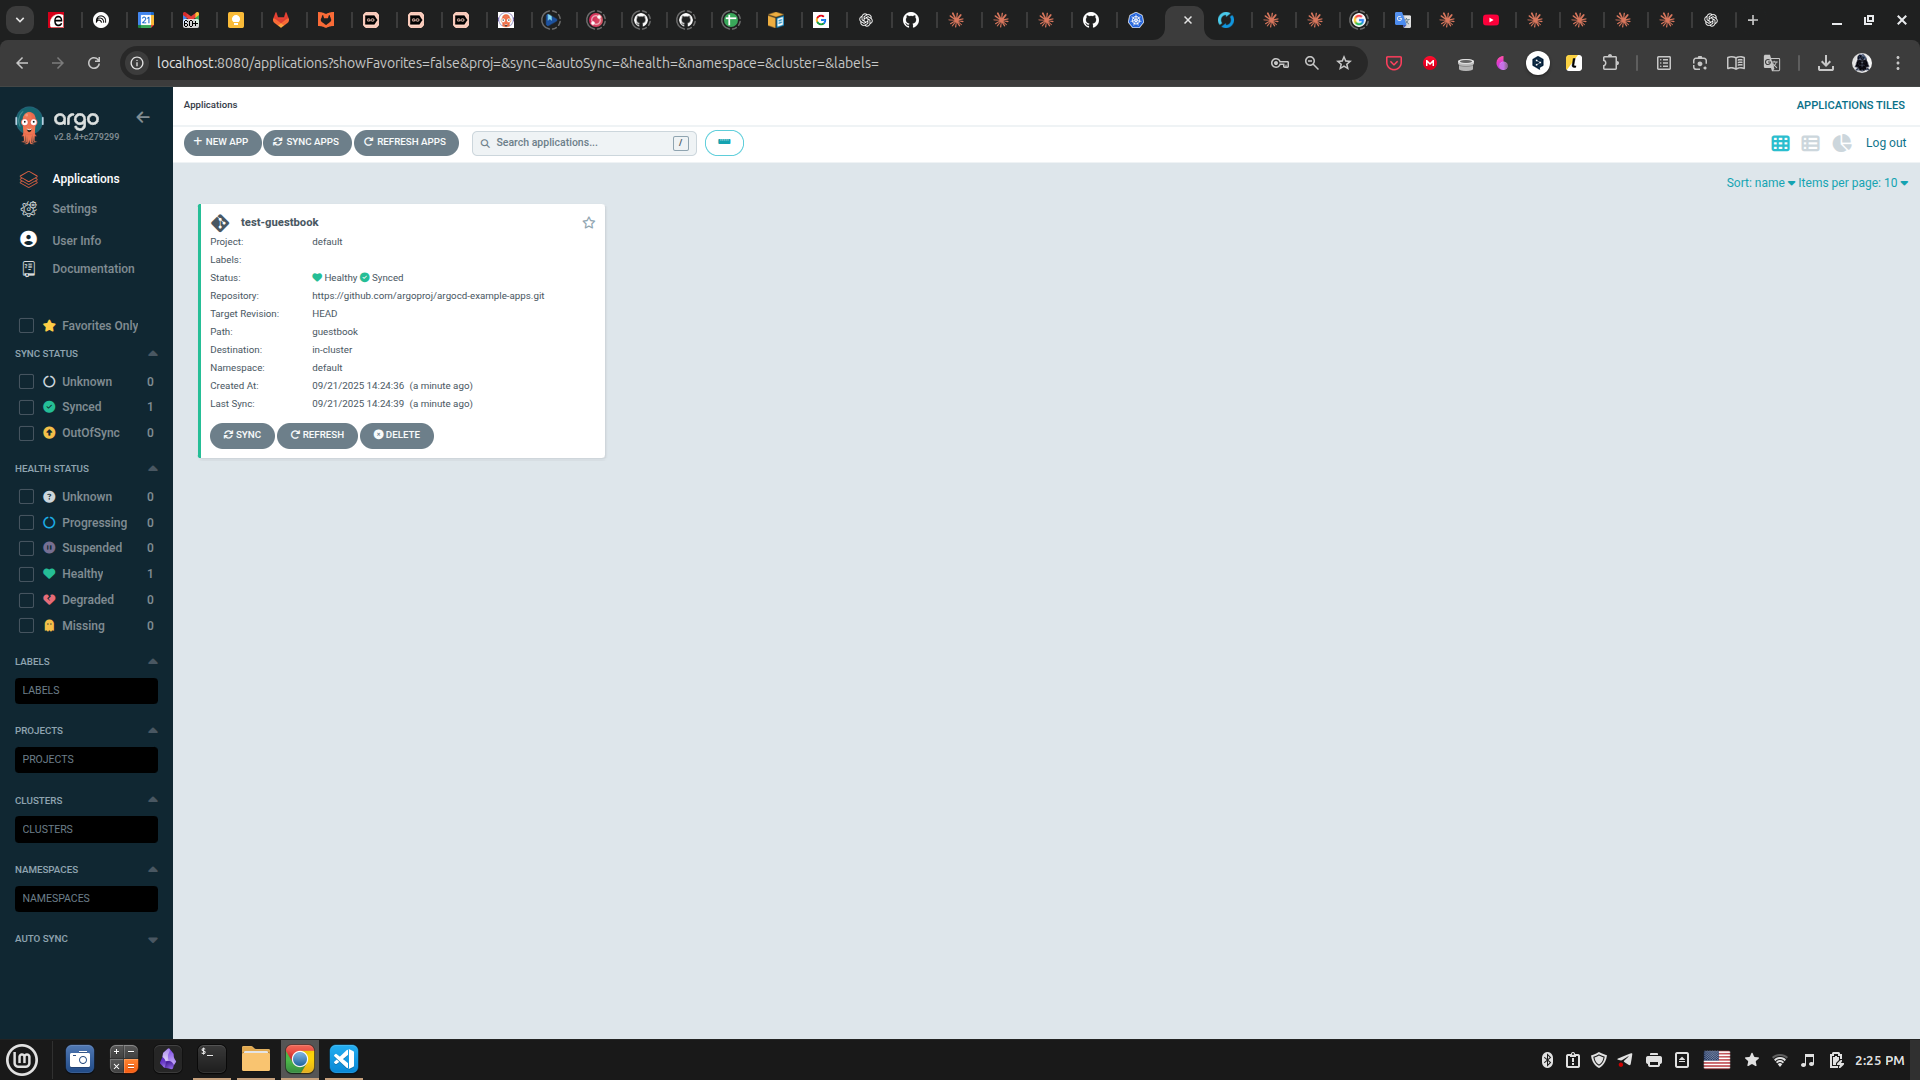 21
60+
localhost:8080/applications?showFavorites=false&proj=&sync=&autoSync=&health=&namespace=&cluster=&labels=
argo
v2.8.4+c279299
Applications
Settings
User Info
Documentation
Favorites Only
SYNC STATUS
Unknown 0
Synced 1
OutOfSync 0
HEALTH STATUS
Unknown 0
Progressing 0
Suspended 0
Healthy 1
Degraded 0
Missing 0
LABELS
LABELS
PROJECTS
PROJECTS
CLUSTERS
CLUSTERS
NAMESPACES
NAMESPACES
AUTO SYNC
Applications
APPLICATIONS TILES
+ NEW APP SYNC APPS REFRESH APPS Search applications... / Log out
Sort: name Items per page: 10
test-guestbook
Project: default
Labels:
Status: Healthy Synced
Repository: https://github.com/argoproj/argocd-example-apps.git
Target Revision: HEAD
Path: guestbook
Destination: in-cluster
Namespace: default
Created At: 09/21/2025 14:24:36 (a minute ago)
Last Sync: 09/21/2025 14:24:39 (a minute ago)
SYNC REFRESH DELETE
2:25 PM